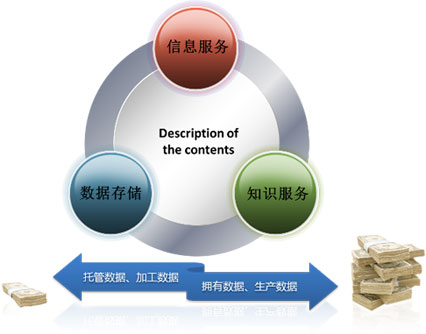 信息服务
Description of
the contents
数据存储
知识服务
托管数据、加工数据
拥有数据、生产数据